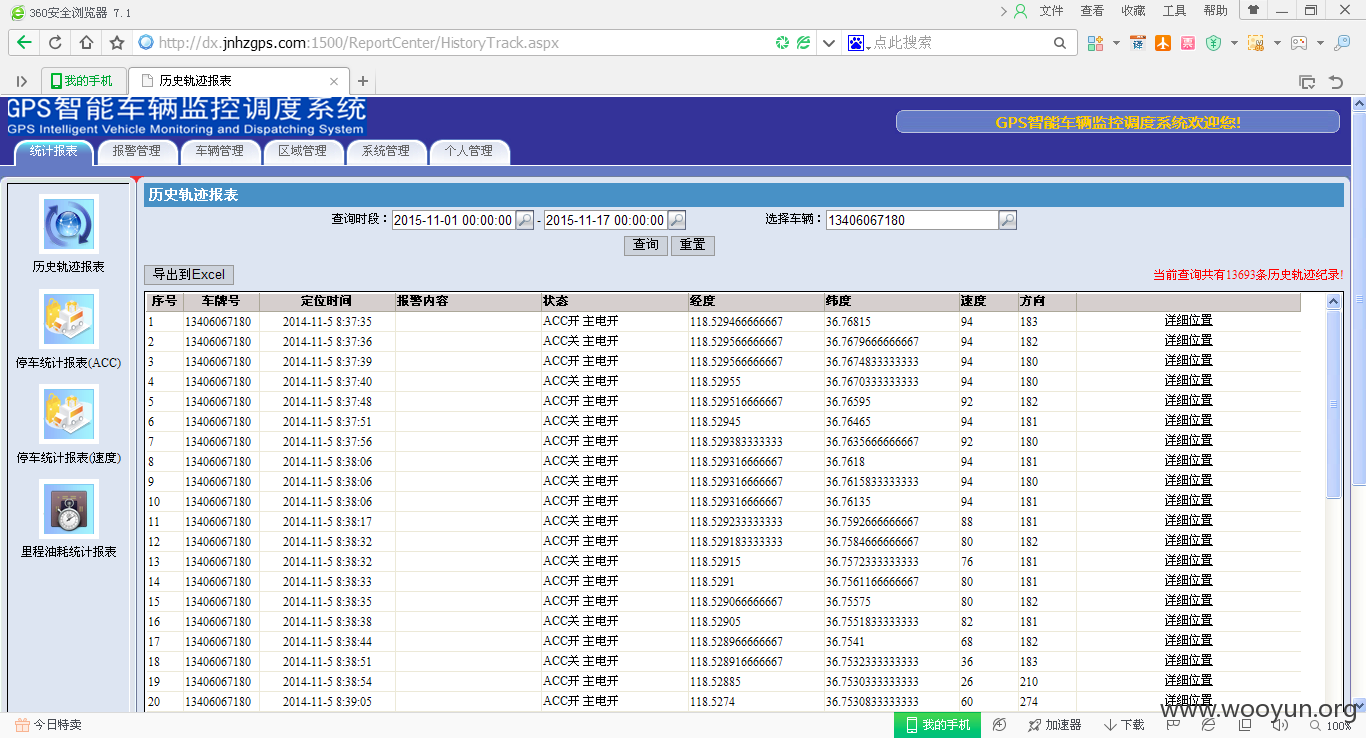 360安全浏览器 7.1
文件 查看 收藏 工具 帮助
http://dx.jnhzgps.com:1500/ReportCenter/HistoryTrack.aspx
点此搜索
译
票
我的手机
历史轨迹报表
GPS智能车辆监控调度系统
GPS Intelligent Vehicle Monitoring and Dispatching System
GPS智能车辆监控调度系统欢迎您!
统计报表 报警管理 车辆管理 区域管理 系统管理 个人管理
历史轨迹报表
停车统计报表(ACC)
停车统计报表(速度)
里程油耗统计报表
历史轨迹报表
查询时段： 2015-11-01 00:00:00 - 2015-11-17 00:00:00 选择车辆： 13406067180
查询 重置
导出到Excel
当前查询共有13693条历史轨迹纪录!
序号 车牌号 定位时间 报警内容 状态 经度 纬度 速度 方向
1 13406067180 2014-11-5 8:37:35 ACC开 主电开 118.529466666667 36.76815 94 183 详细位置
2 13406067180 2014-11-5 8:37:36 ACC关 主电开 118.529566666667 36.7679666666667 94 182 详细位置
3 13406067180 2014-11-5 8:37:39 ACC开 主电开 118.529566666667 36.7674833333333 94 180 详细位置
4 13406067180 2014-11-5 8:37:40 ACC关 主电开 118.52955 36.7670333333333 94 180 详细位置
5 13406067180 2014-11-5 8:37:48 ACC开 主电开 118.529516666667 36.76595 92 182 详细位置
6 13406067180 2014-11-5 8:37:51 ACC关 主电开 118.52945 36.76465 94 181 详细位置
7 13406067180 2014-11-5 8:37:56 ACC开 主电开 118.529383333333 36.7635666666667 92 180 详细位置
8 13406067180 2014-11-5 8:38:06 ACC关 主电开 118.529316666667 36.7618 94 181 详细位置
9 13406067180 2014-11-5 8:38:06 ACC关 主电开 118.529316666667 36.7615833333333 94 180 详细位置
10 13406067180 2014-11-5 8:38:06 ACC开 主电开 118.529316666667 36.76135 94 181 详细位置
11 13406067180 2014-11-5 8:38:17 ACC关 主电开 118.529233333333 36.7592666666667 88 181 详细位置
12 13406067180 2014-11-5 8:38:32 ACC开 主电开 118.529183333333 36.7584666666667 80 182 详细位置
13 13406067180 2014-11-5 8:38:32 ACC关 主电开 118.52915 36.7572333333333 76 181 详细位置
14 13406067180 2014-11-5 8:38:33 ACC开 主电开 118.5291 36.7561166666667 80 181 详细位置
15 13406067180 2014-11-5 8:38:35 ACC开 主电开 118.529066666667 36.75575 80 182 详细位置
16 13406067180 2014-11-5 8:38:38 ACC关 主电开 118.52905 36.7551833333333 82 181 详细位置
17 13406067180 2014-11-5 8:38:44 ACC开 主电开 118.528966666667 36.7541 68 182 详细位置
18 13406067180 2014-11-5 8:38:51 ACC关 主电开 118.528916666667 36.7532333333333 36 183 详细位置
19 13406067180 2014-11-5 8:38:54 ACC开 主电开 118.52885 36.7530333333333 26 210 详细位置
20 13406067180 2014-11-5 8:39:05 ACC开 主电开 118.5274 36.7530833333333 60 274 详细位置
www.wooyun.org
今日特卖 我的手机 加速器 下载 100%